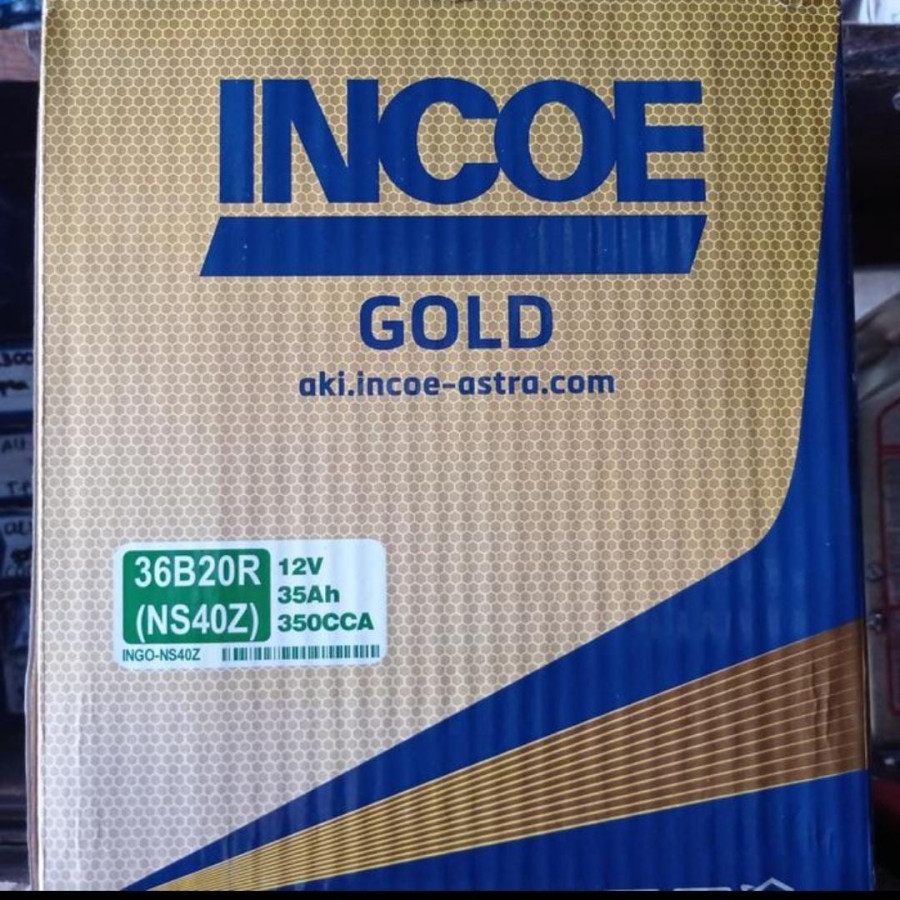 INCOE
GOLD
aki.incoe-astra.com
36B20R
(NS40Z)
12V
35Ah
350CCA
INGO-NS40Z